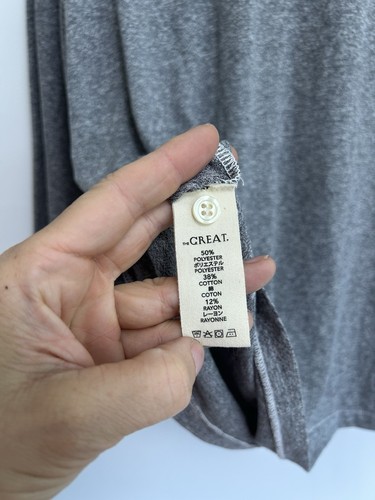 THE GREAT.
50%
POLYESTER
ポリエステル
POLYESTER
38%
COTTON
綿
COTON
12%
RAYON
レーヨン
RAYONNE